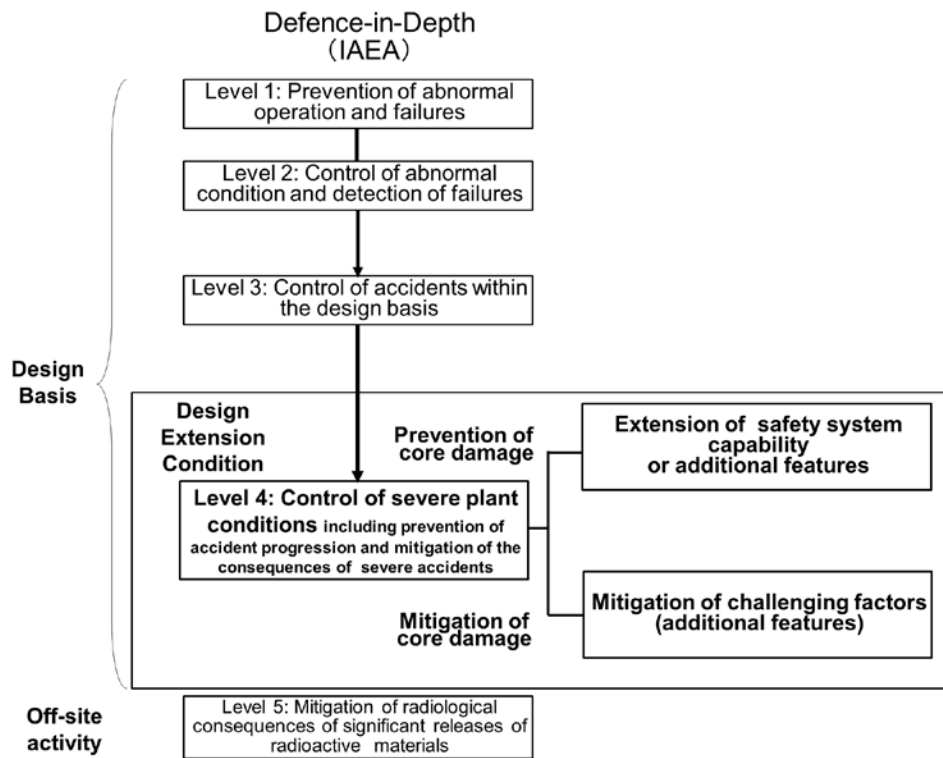 Defence-in-Depth
（IAEA）
Level 1: Prevention of abnormal
operation and failures
Level 2: Control of abnormal
condition and detection of failures
Level 3: Control of accidents within
the design basis
Design
Basis
Design
Extension
Condition
Prevention of
core damage
Extension of safety system
capability
or additional features
Level 4: Control of severe plant
conditions including prevention of
accident progression and mitigation of the
consequences of severe accidents
Mitigation of
core damage
Mitigation of challenging factors
(additional features)
Off-site
activity
Level 5: Mitigation of radiological
consequences of significant releases of
radioactive materials